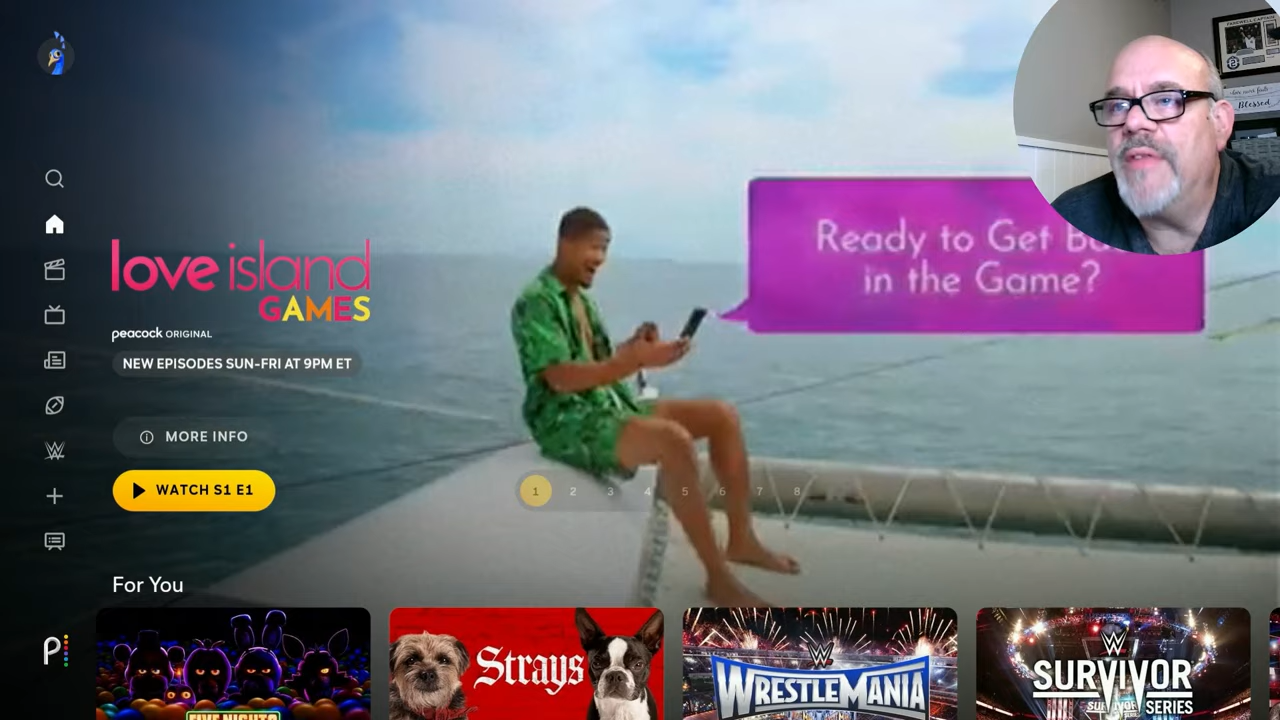 love island
GAMES
peacock ORIGINAL
NEW EPISODES SUN-FRI AT 9PM ET
MORE INFO
WATCH S1 E1
Ready to Get
in the Game?
1 2 3 4 5 6 7 8
Blessed
For You
P
FIVE NIGHTS
Strays
W
WRESTLEMANIA
W
SURVIVOR
SERIES